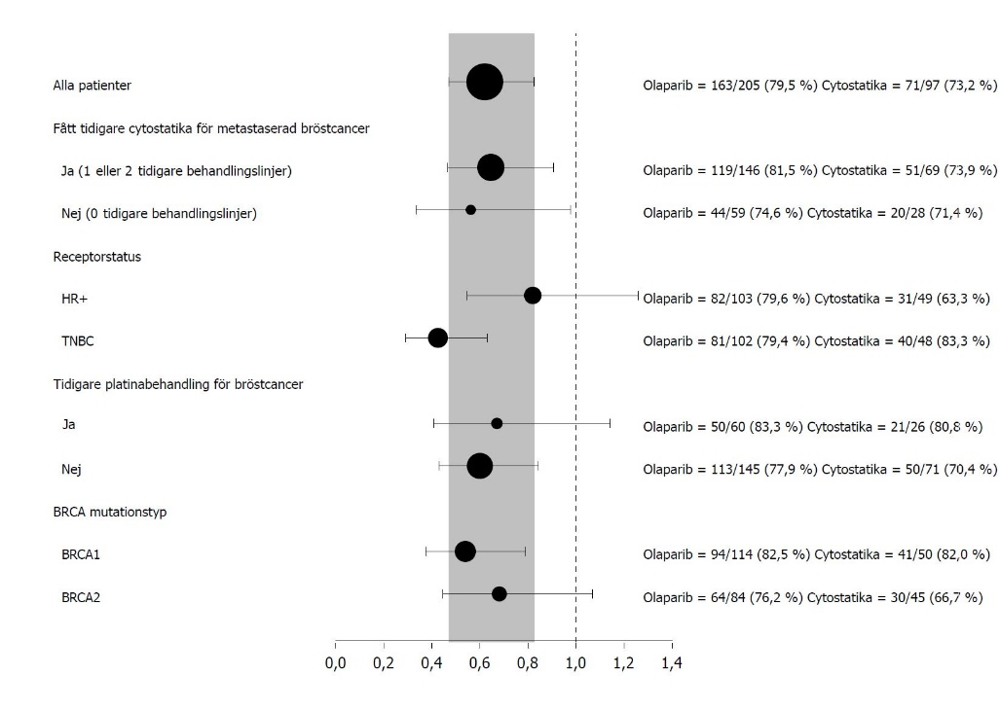 Alla patienter Olaparib = 163/205 (79,5 %) Cytostatika = 71/97 (73,2 %)
Fått tidigare cytostatika för metastaserad bröstcancer
Ja (1 eller 2 tidigare behandlingslinjer) Olaparib = 119/146 (81,5 %) Cytostatika = 51/69 (73,9 %)
Nej (0 tidigare behandlingslinjer) Olaparib = 44/59 (74,6 %) Cytostatika = 20/28 (71,4 %)
Receptorstatus
HR+ Olaparib = 82/103 (79,6 %) Cytostatika = 31/49 (63,3 %)
TNBC Olaparib = 81/102 (79,4 %) Cytostatika = 40/48 (83,3 %)
Tidigare platinabehandling för bröstcancer
Ja Olaparib = 50/60 (83,3 %) Cytostatika = 21/26 (80,8 %)
Nej Olaparib = 113/145 (77,9 %) Cytostatika = 50/71 (70,4 %)
BRCA mutationstyp
BRCA1 Olaparib = 94/114 (82,5 %) Cytostatika = 41/50 (82,0 %)
BRCA2 Olaparib = 64/84 (76,2 %) Cytostatika = 30/45 (66,7 %)
0,0 0,2 0,4 0,6 0,8 1,0 1,2 1,4